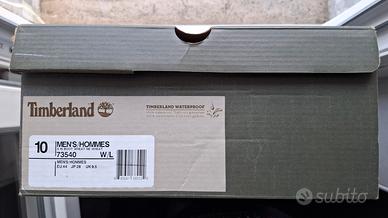 Timberland
TIMBERLAND WATERPROOF
10
MEN'S/HOMMES
73540 W/L
MEN'S/HOMMES
EU 44 JP 28 UK 9.5
subito